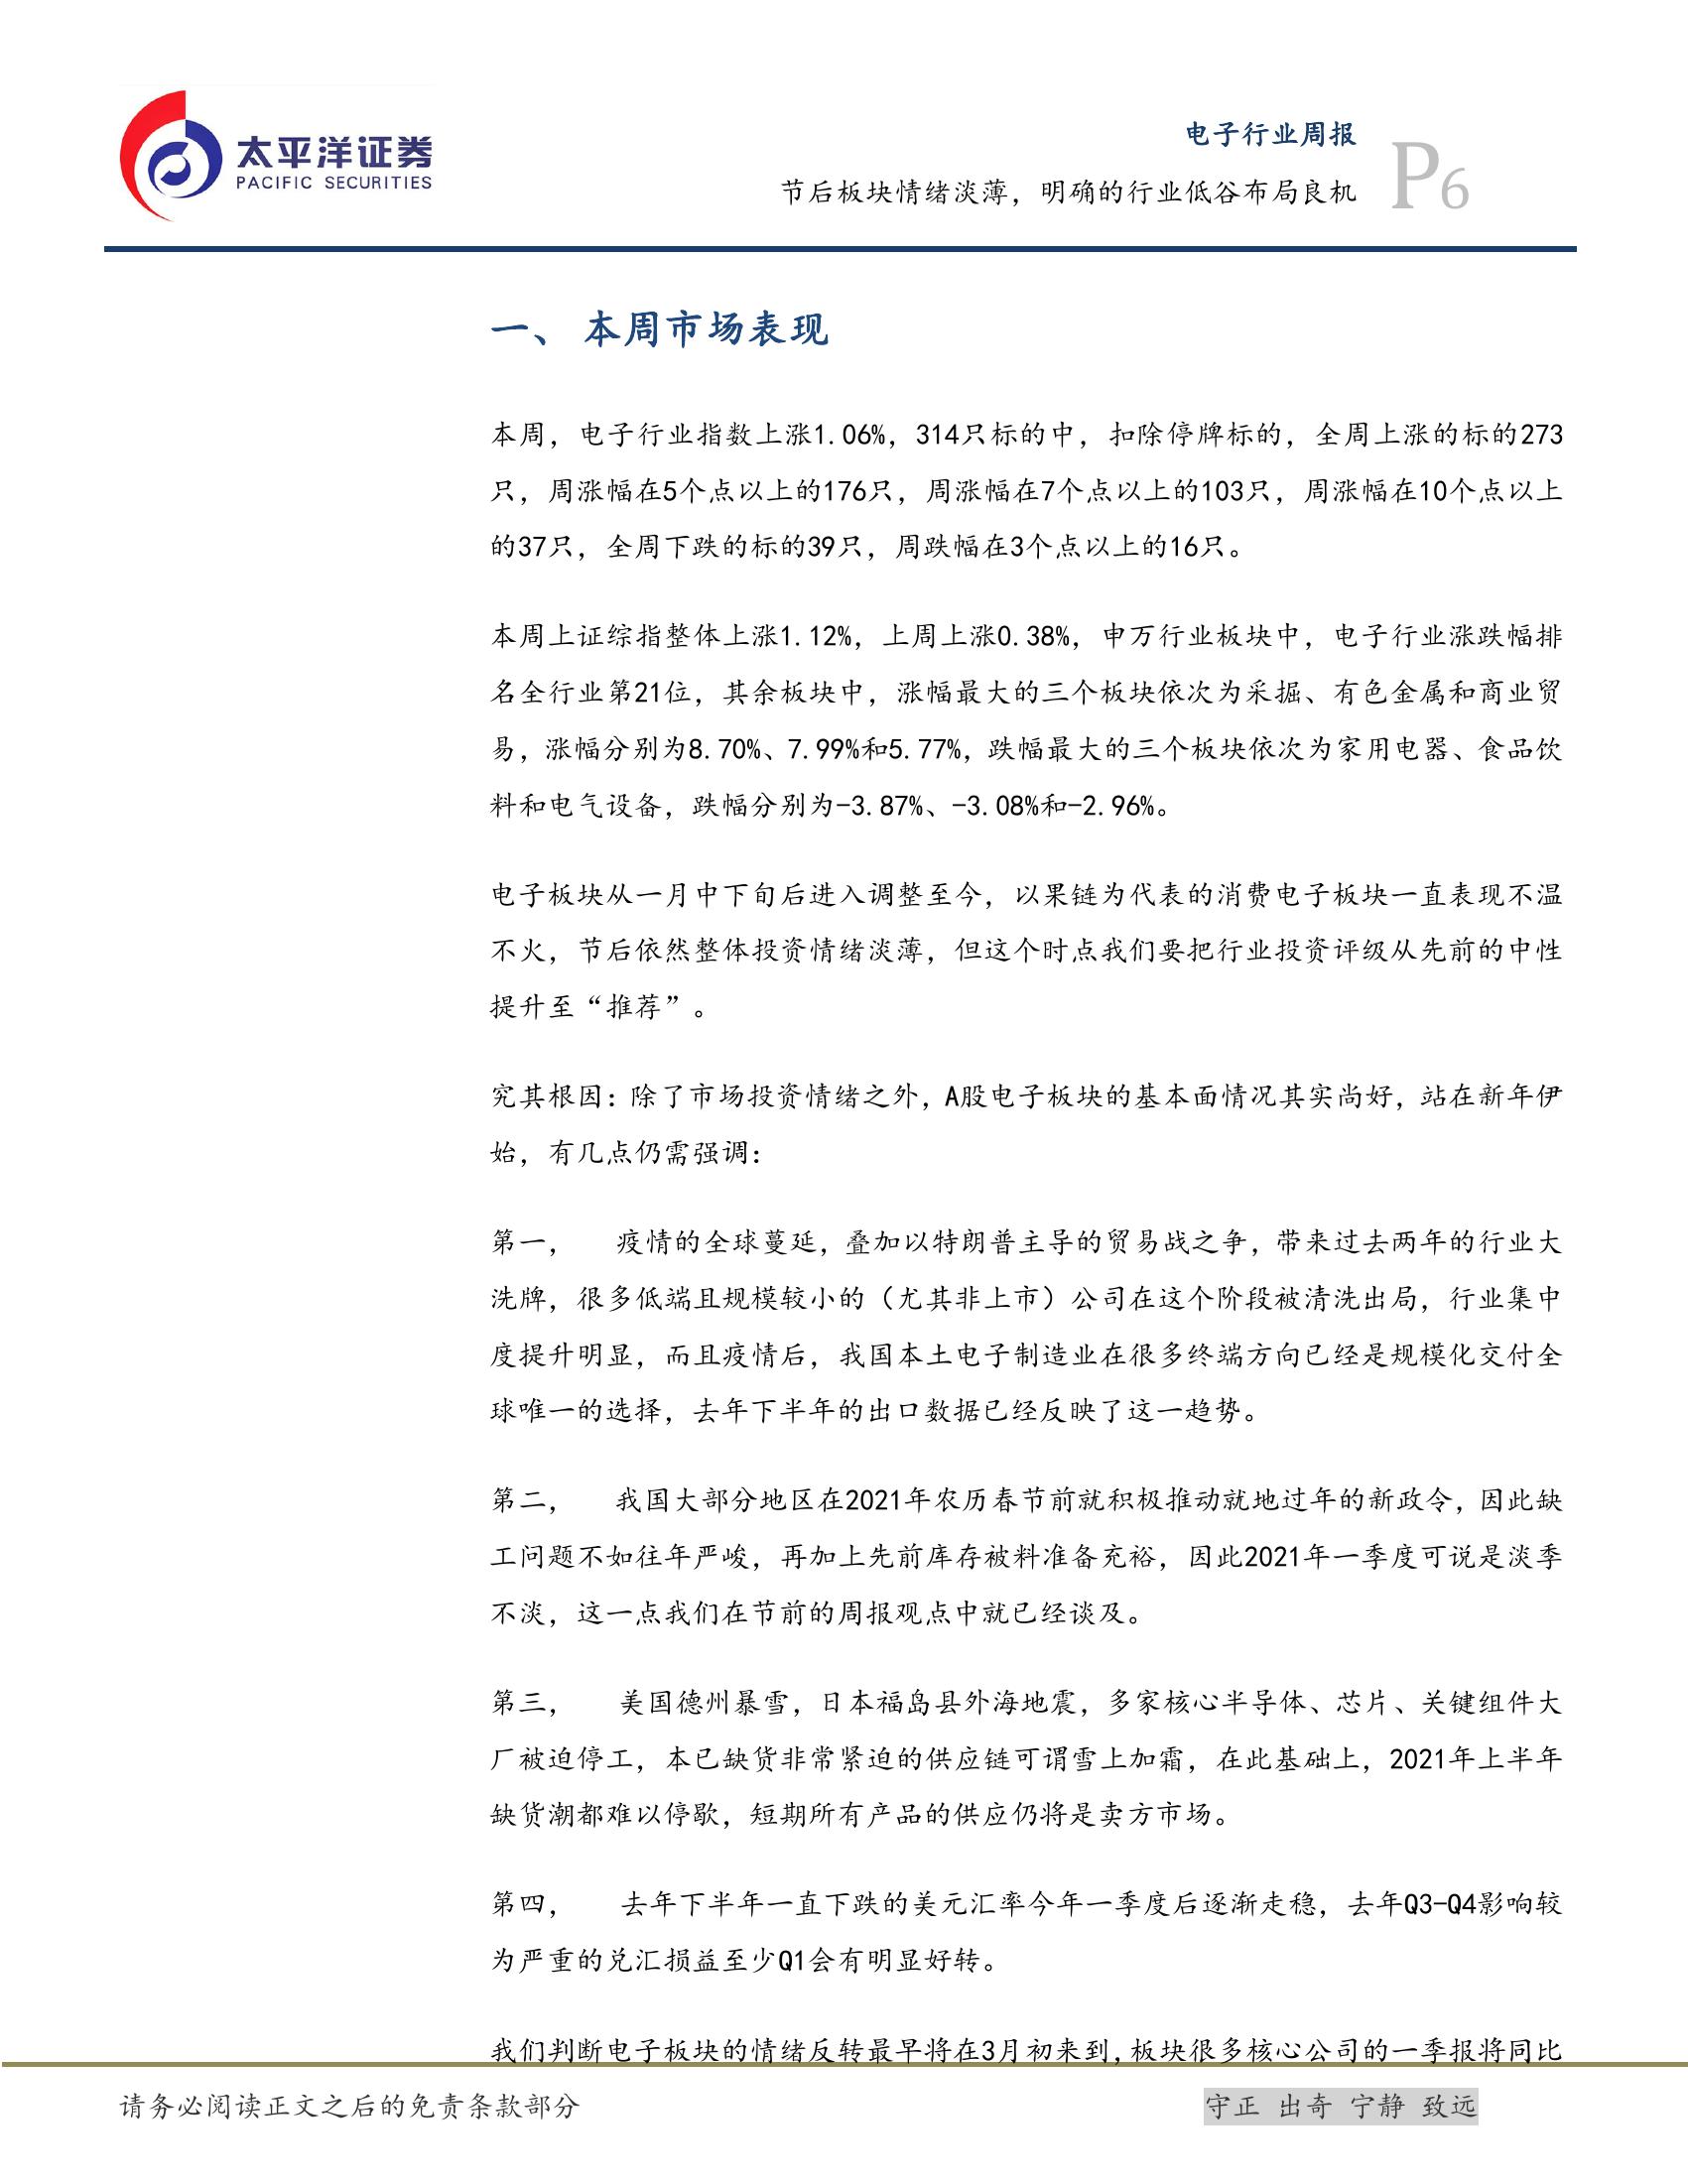 太平洋证券
PACIFIC SECURITIES
电子行业周报
节后板块情绪淡薄，明确的行业低谷布局良机
P6
一、 本周市场表现
本周，电子行业指数上涨1.06%，314只标的中，扣除停牌标的，全周上涨的标的273
只，周涨幅在5个点以上的176只，周涨幅在7个点以上的103只，周涨幅在10个点以上
的37只，全周下跌的标的39只，周跌幅在3个点以上的16只。
本周上证综指整体上涨1.12%，上周上涨0.38%，申万行业板块中，电子行业涨跌幅排
名全行业第21位，其余板块中，涨幅最大的三个板块依次为采掘、有色金属和商业贸
易，涨幅分别为8.70%、7.99%和5.77%，跌幅最大的三个板块依次为家用电器、食品饮
料和电气设备，跌幅分别为-3.87%、-3.08%和-2.96%。
电子板块从一月中下旬后进入调整至今，以果链为代表的消费电子板块一直表现不温
不火，节后依然整体投资情绪淡薄，但这个时点我们要把行业投资评级从先前的中性
提升至“推荐”。
究其根因：除了市场投资情绪之外，A股电子板块的基本面情况其实尚好，站在新年伊
始，有几点仍需强调：
第一， 疫情的全球蔓延，叠加以特朗普主导的贸易战之争，带来过去两年的行业大
洗牌，很多低端且规模较小的（尤其非上市）公司在这个阶段被清洗出局，行业集中
度提升明显，而且疫情后，我国本土电子制造业在很多终端方向已经是规模化交付全
球唯一的选择，去年下半年的出口数据已经反映了这一趋势。
第二， 我国大部分地区在2021年农历春节前就积极推动就地过年的新政令，因此缺
工问题不如往年严峻，再加上先前库存被料准备充裕，因此2021年一季度可说是淡季
不淡，这一点我们在节前的周报观点中就已经谈及。
第三， 美国德州暴雪，日本福岛县外海地震，多家核心半导体、芯片、关键组件大
厂被迫停工，本已缺货非常紧迫的供应链可谓雪上加霜，在此基础上，2021年上半年
缺货潮都难以停歇，短期所有产品的供应仍将是卖方市场。
第四， 去年下半年一直下跌的美元汇率今年一季度后逐渐走稳，去年Q3-Q4影响较
为严重的兑汇损益至少Q1会有明显好转。
我们判断电子板块的情绪反转最早将在3月初来到,板块很多核心公司的一季报将同比
请务必阅读正文之后的免责条款部分
守正 出奇 宁静 致远